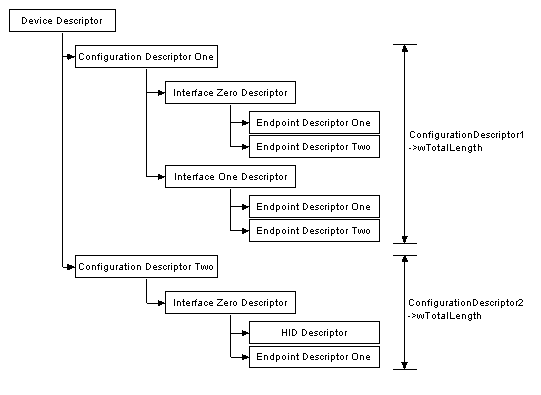 Device Descriptor
Configuration Descriptor One
Interface Zero Descriptor
Endpoint Descriptor One
Endpoint Descriptor Two
Interface One Descriptor
Endpoint Descriptor One
Endpoint Descriptor Two
ConfigurationDescriptor1
->wTotalLength
Configuration Descriptor Two
Interface Zero Descriptor
HID Descriptor
Endpoint Descriptor One
ConfigurationDescriptor2
->wTotalLength